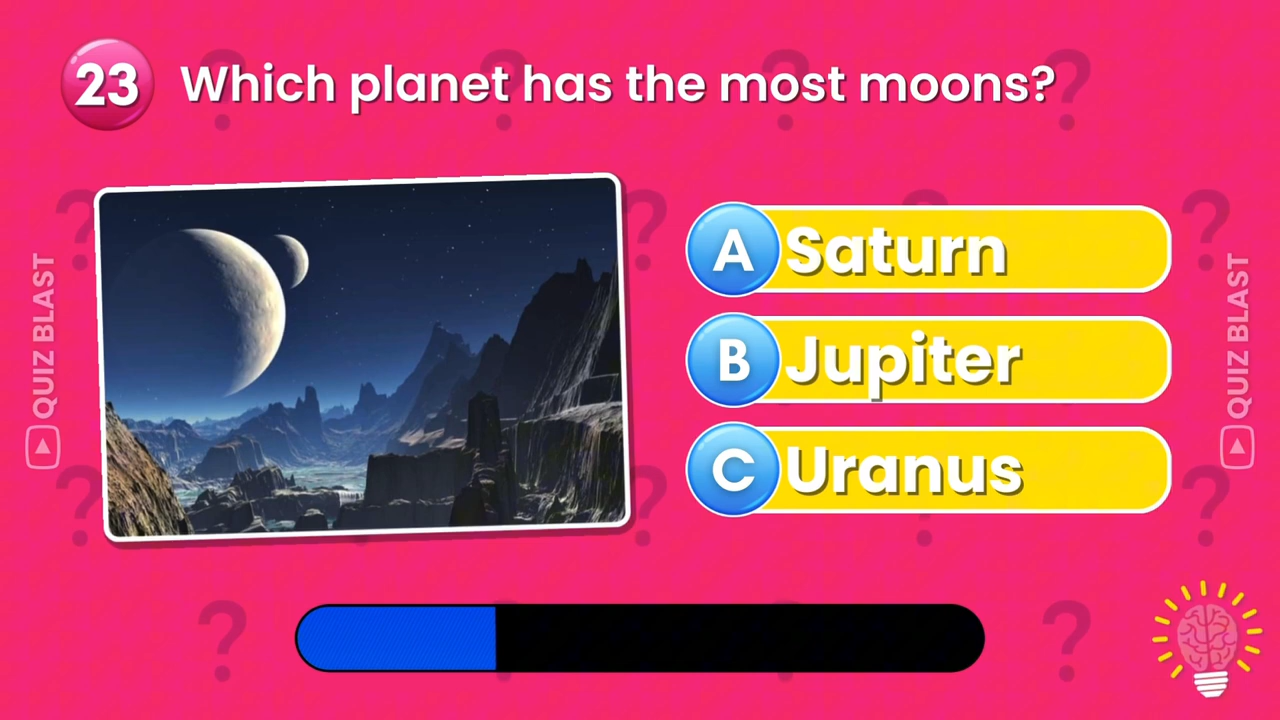 23 Which planet has the most moons?
A Saturn
B Jupiter
C Uranus
QUIZ BLAST
QUIZ BLAST